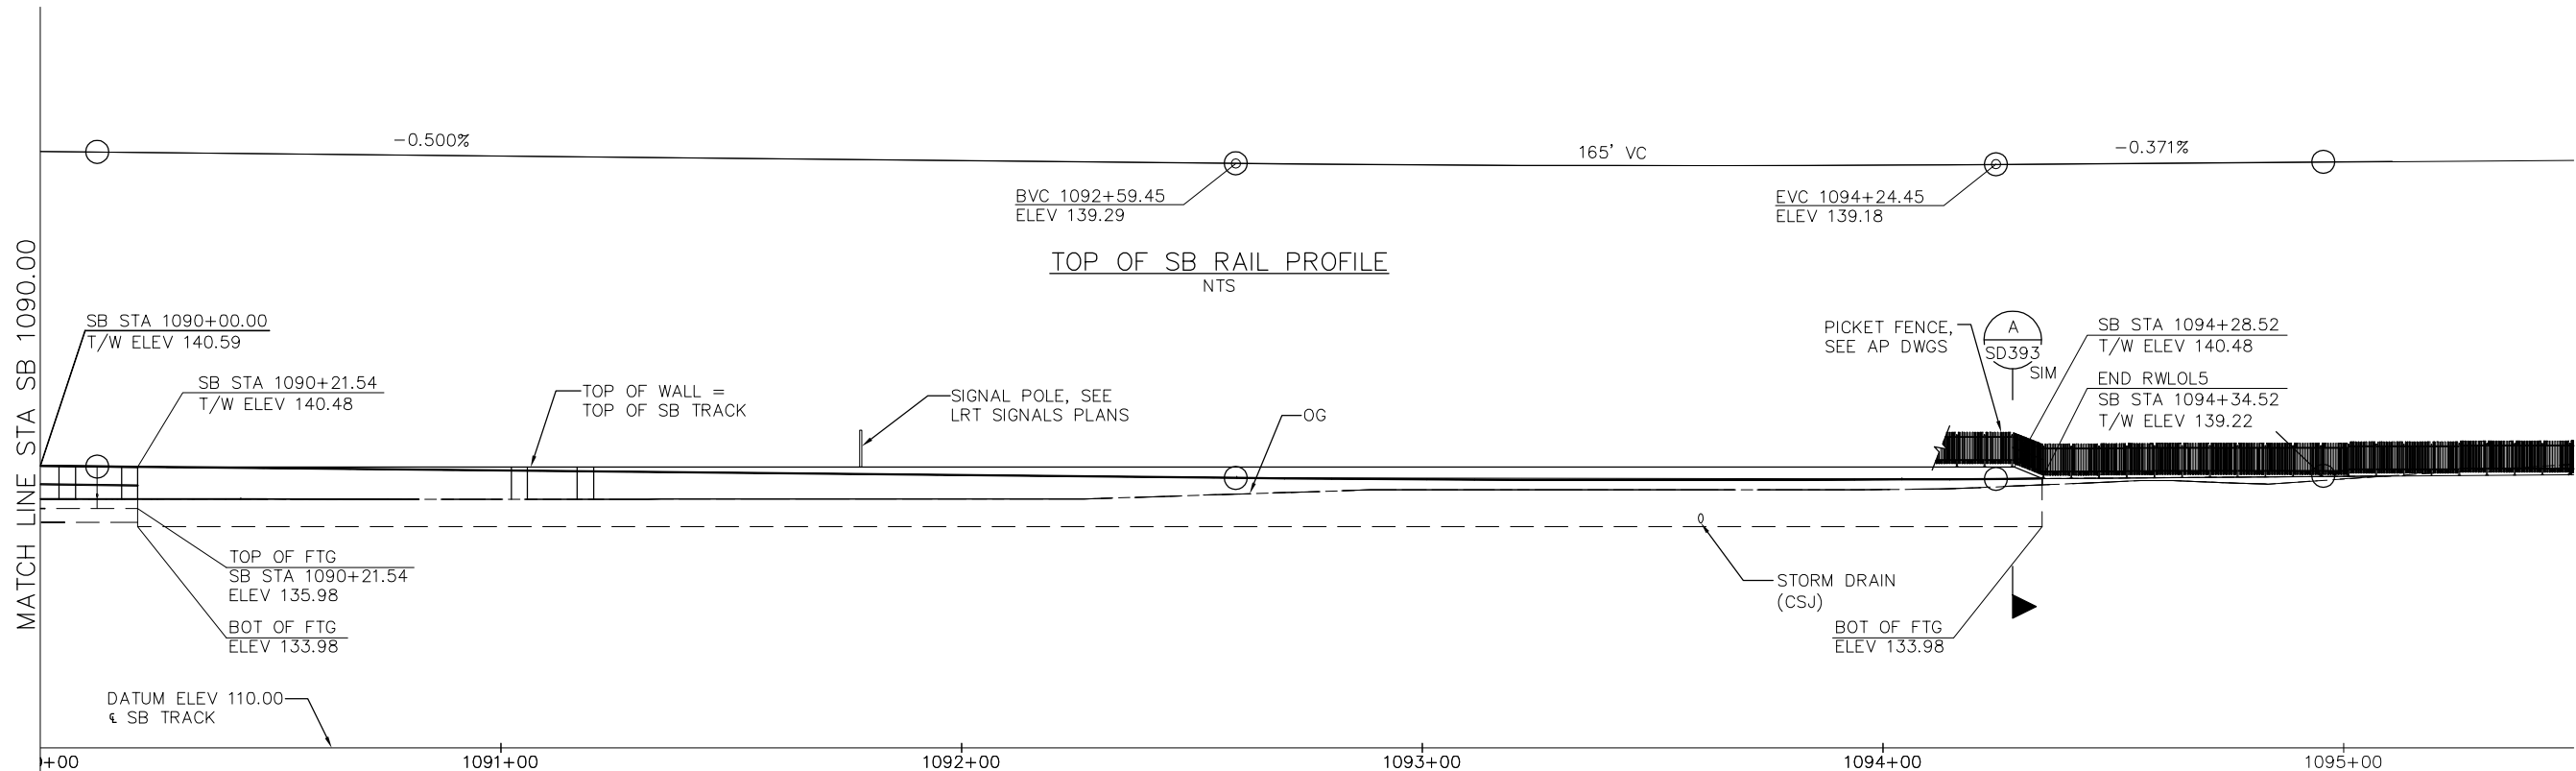 -0.500%
165' VC
-0.371%
BVC 1092+59.45
ELEV 139.29
EVC 1094+24.45
ELEV 139.18
TOP OF SB RAIL PROFILE
NTS
MATCH LINE STA SB 1090.00
SB STA 1090+00.00
T/W ELEV 140.59
SB STA 1090+21.54
T/W ELEV 140.48
TOP OF WALL =
TOP OF SB TRACK
SIGNAL POLE, SEE
LRT SIGNALS PLANS
OG
PICKET FENCE,
SEE AP DWGS
A
SD393
SIM
SB STA 1094+28.52
T/W ELEV 140.48
END RWLOL5
SB STA 1094+34.52
T/W ELEV 139.22
TOP OF FTG
SB STA 1090+21.54
ELEV 135.98
BOT OF FTG
ELEV 133.98
STORM DRAIN
(CSJ)
BOT OF FTG
ELEV 133.98
DATUM ELEV 110.00
℄ SB TRACK
+00
1091+00
1092+00
1093+00
1094+00
1095+00